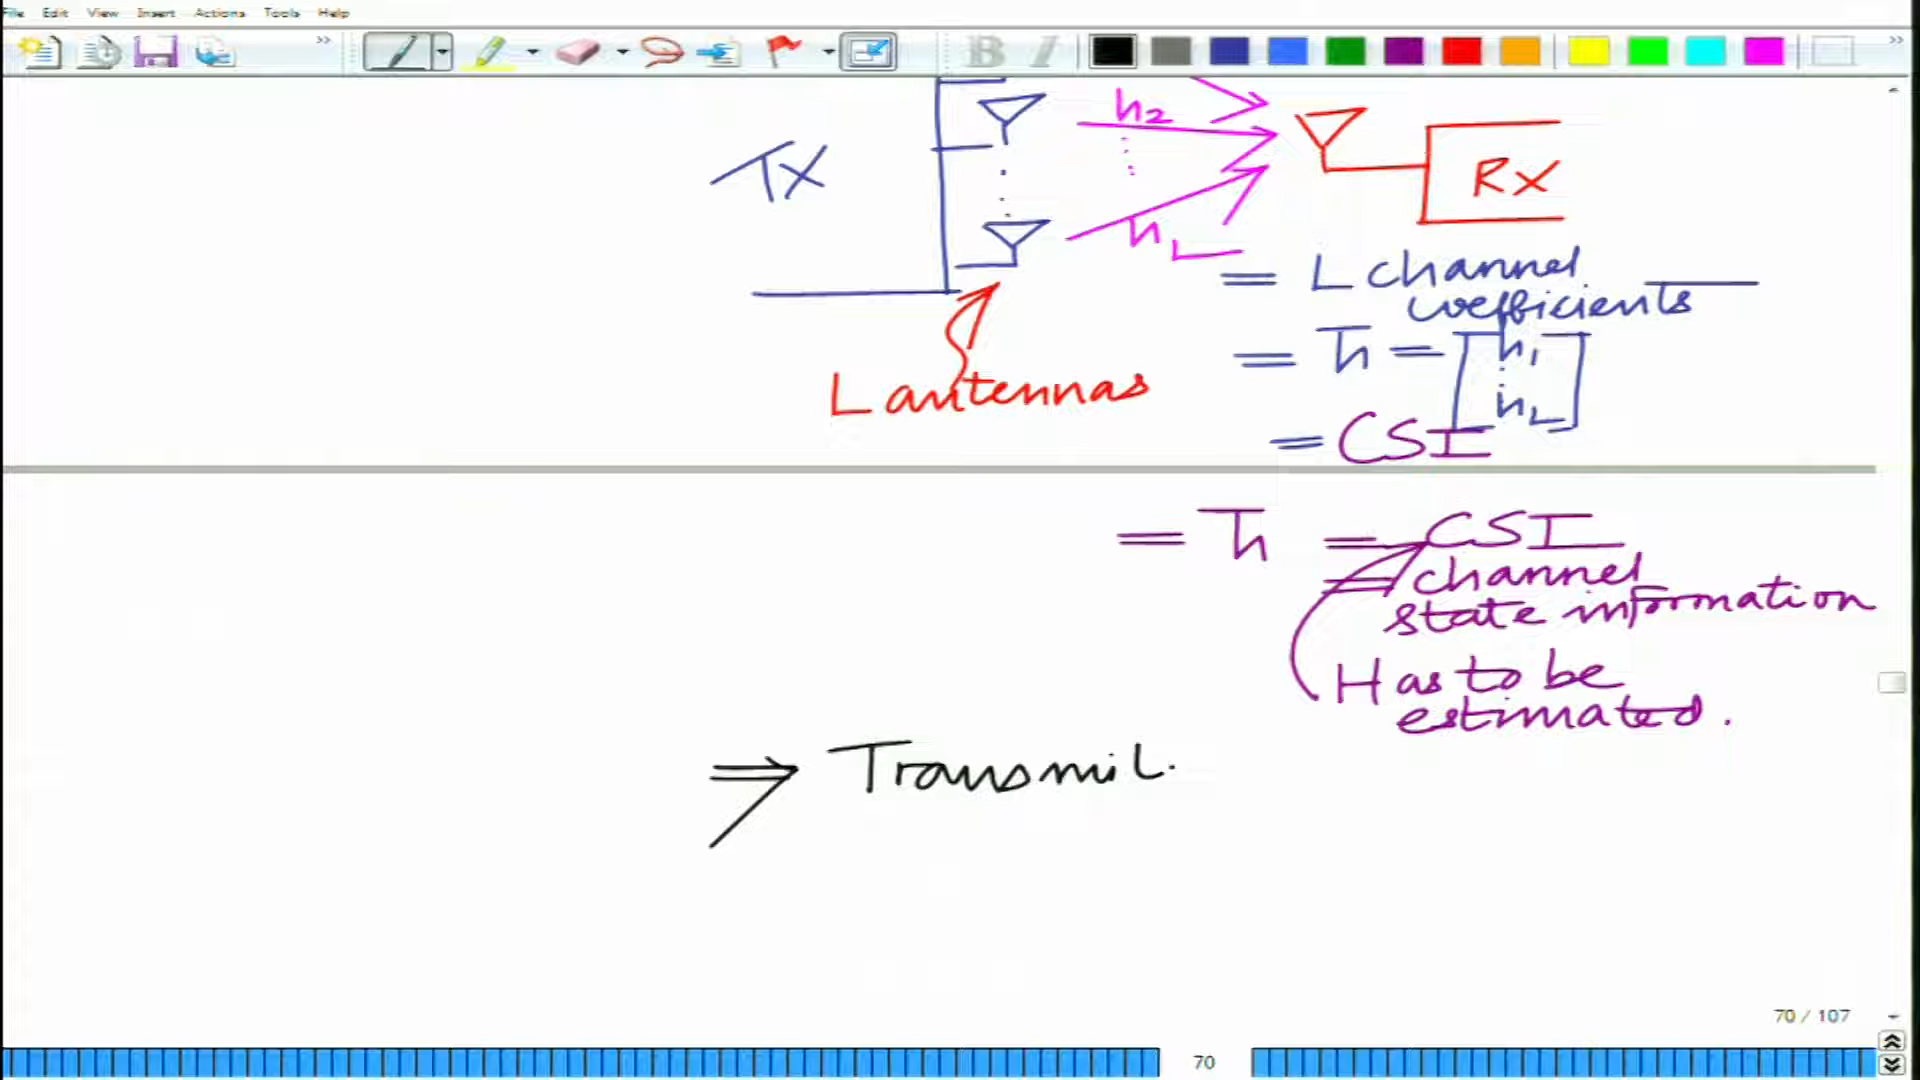 File Edit View Insert Actions Tools Help
B I
TX
h2
hL
RX
L antennas
= L channel
coefficients
= h̅ = [h1
⋮
hL]
= CSI
= h̅ = CSI
= channel
state information
Has to be
estimated.
⇒ Transmit
70 / 107
70